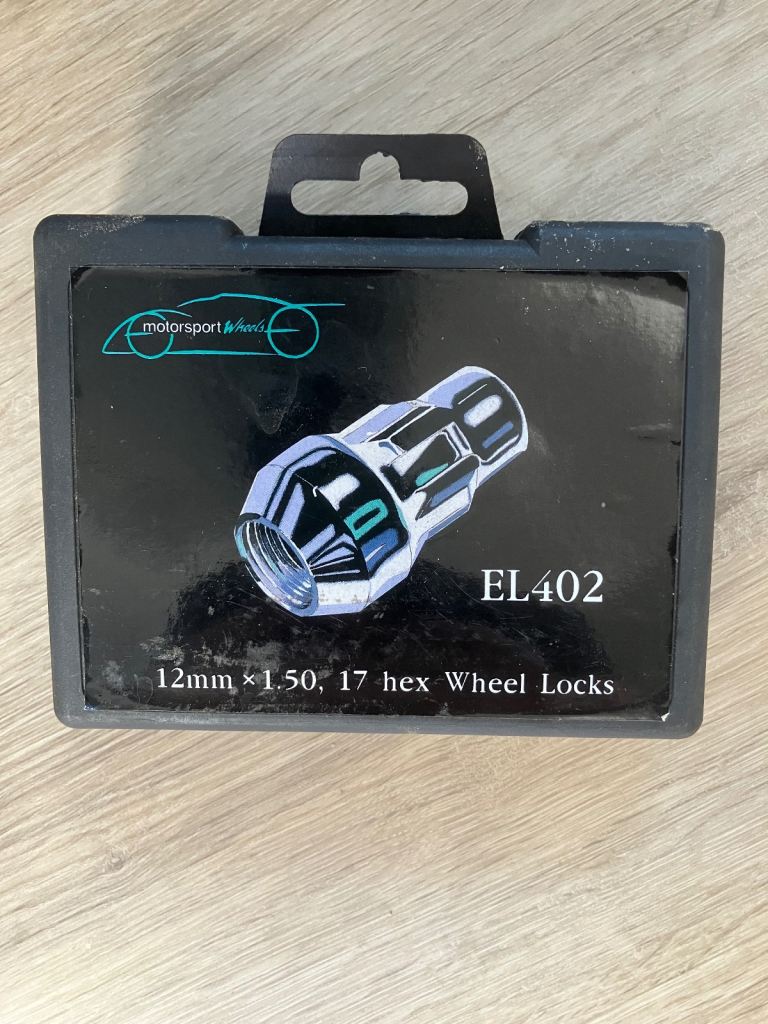 motorsport Wheels
EL402
12mm × 1.50, 17 hex Wheel Locks